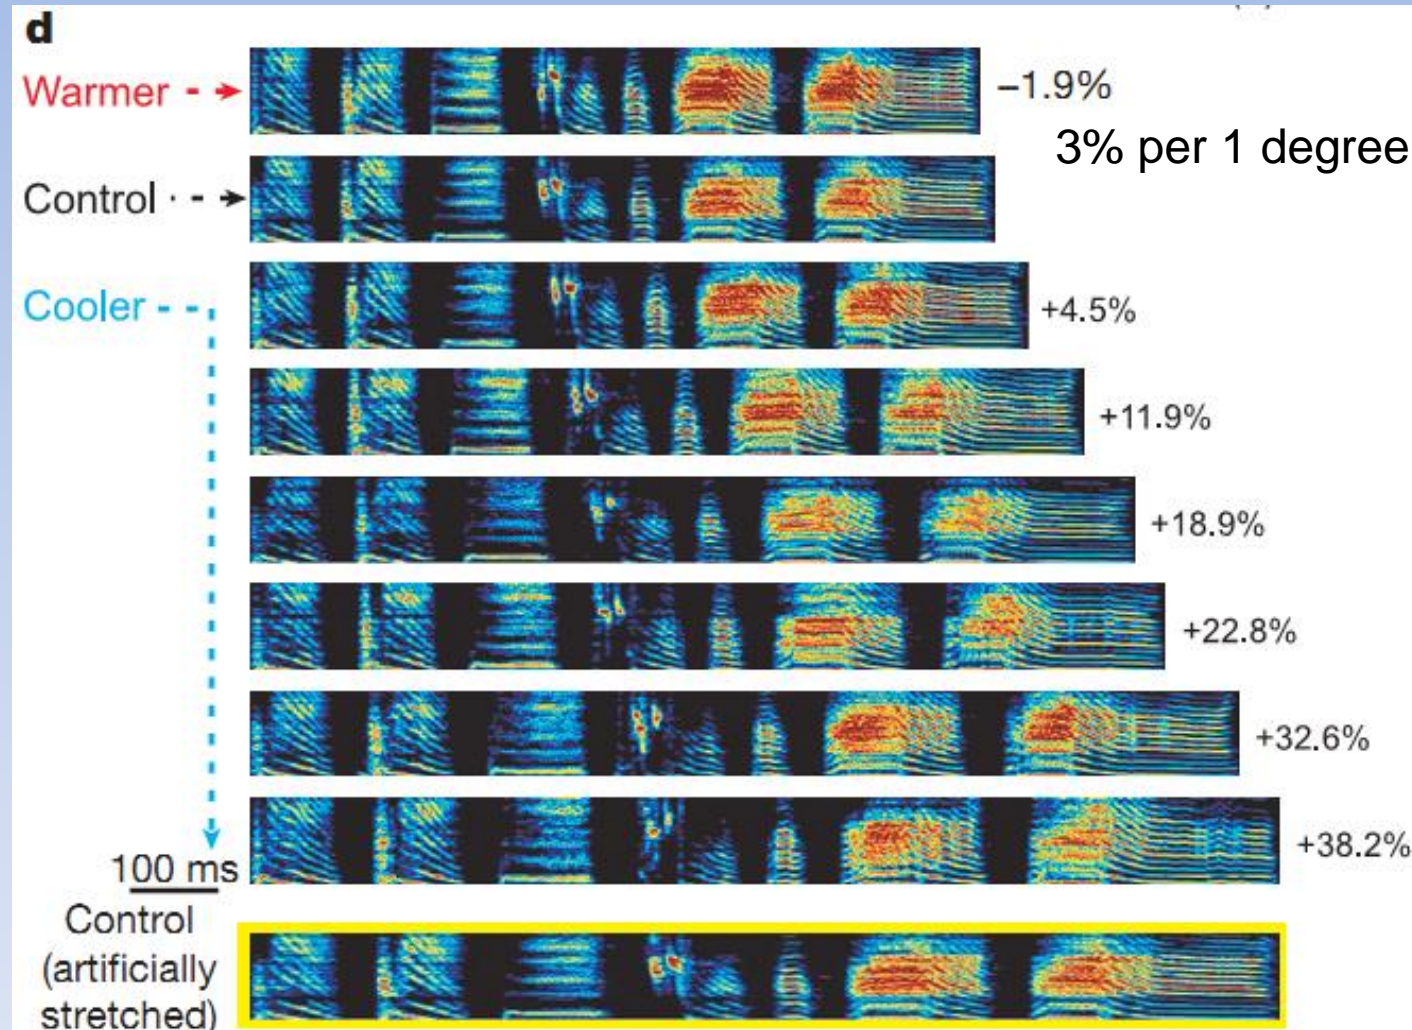 d
Warmer
–1.9%
3% per 1 degree
Control
Cooler
+4.5%
+11.9%
+18.9%
+22.8%
+32.6%
+38.2%
100 ms
Control
(artificially
stretched)